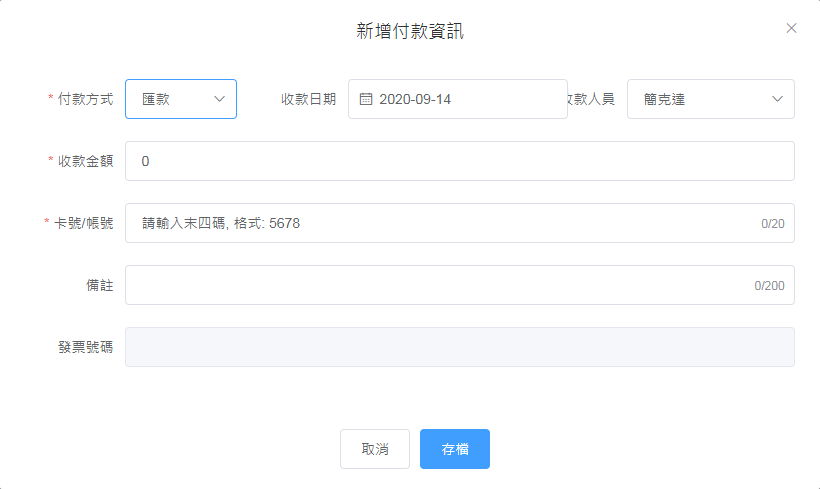 新增付款資訊
* 付款方式 匯款 收款日期 2020-09-14 收款人員 簡克達
* 收款金額 0
* 卡號/帳號 請輸入末四碼, 格式: 5678 0/20
備註 0/200
發票號碼
取消 存檔